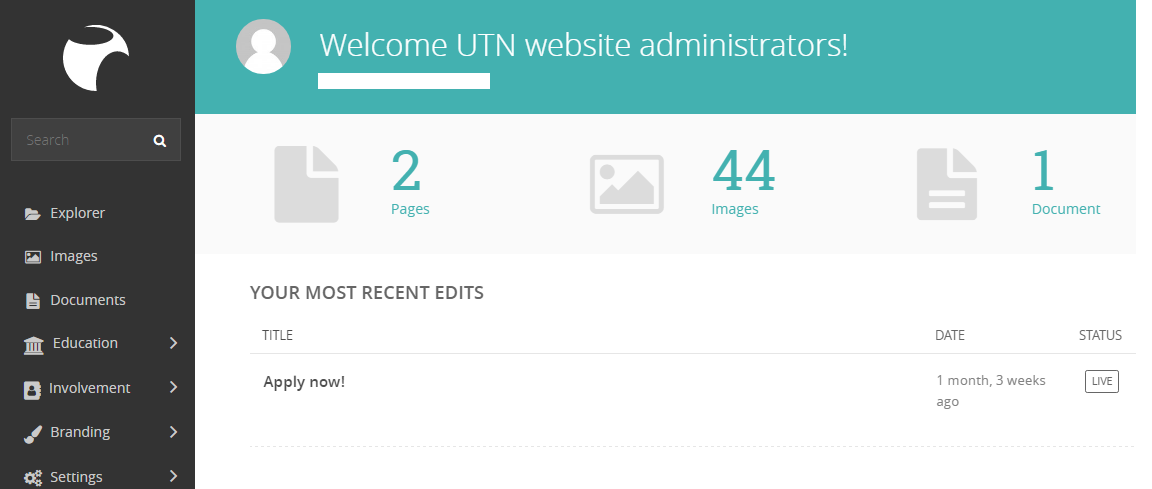 Welcome UTN website administrators!
Search
Explorer
Images
Documents
Education
Involvement
Branding
Settings
2
Pages
44
Images
1
Document
YOUR MOST RECENT EDITS
TITLE DATE STATUS
Apply now! 1 month, 3 weeks LIVE
ago